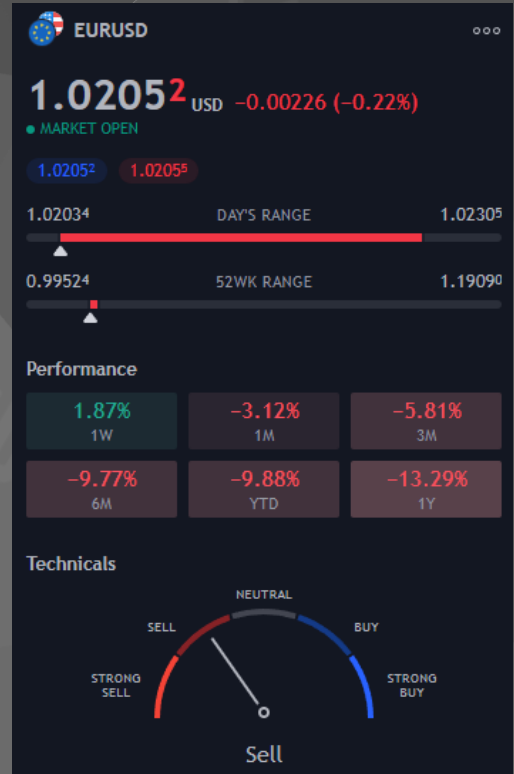 EURUSD
1.02052 USD −0.00226 (−0.22%)
MARKET OPEN
1.02052 1.02055
1.02034 DAY'S RANGE 1.02305
0.99524 52WK RANGE 1.19090
Performance
1.87% −3.12% −5.81%
1W 1M 3M
−9.77% −9.88% −13.29%
6M YTD 1Y
Technicals
NEUTRAL
SELL BUY
STRONG SELL STRONG BUY
Sell